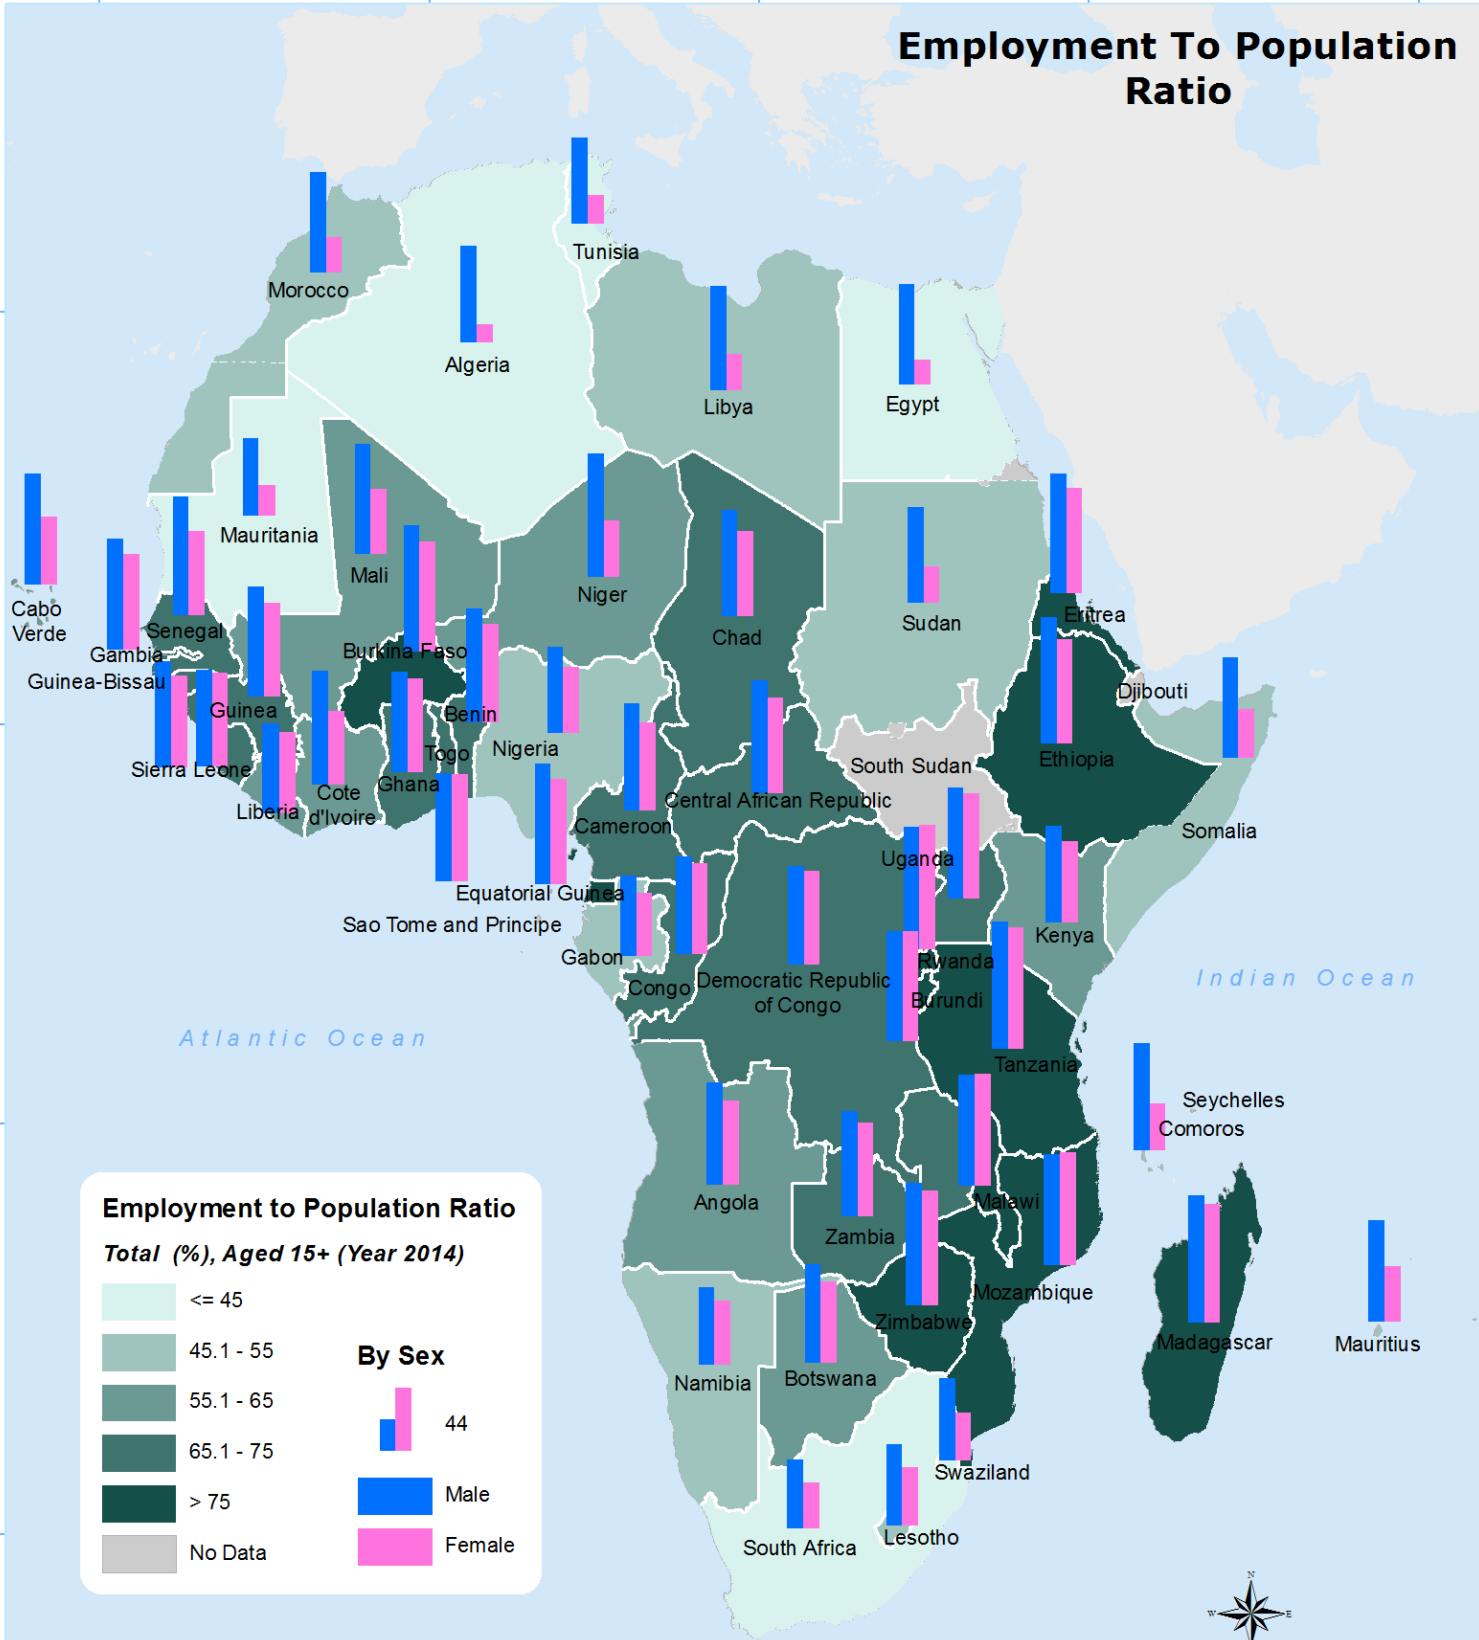 Employment To Population
Ratio
Tunisia
Morocco
Algeria
Libya
Egypt
Mauritania
Mali
Niger
Cabo
Verde
Senegal
Chad
Sudan
Eritrea
Gambia
Burkina Faso
Guinea-Bissau
Djibouti
Guinea
Benin
Nigeria
Togo
South Sudan
Ethiopia
Sierra Leone
Ghana
Liberia
Cote
d'Ivoire
Central African Republic
Cameroon
Somalia
Uganda
Equatorial Guinea
Sao Tome and Principe
Kenya
Gabon
Rwanda
Congo
Democratic Republic
of Congo
Burundi
Indian Ocean
Atlantic Ocean
Tanzania
Seychelles
Comoros
Angola
Malawi
Zambia
Mozambique
Zimbabwe
Madagascar
Mauritius
Namibia
Botswana
Swaziland
South Africa
Lesotho
Employment to Population Ratio
Total (%), Aged 15+ (Year 2014)
<= 45
45.1 - 55
55.1 - 65
65.1 - 75
> 75
No Data
By Sex
44
Male
Female
N
W
E